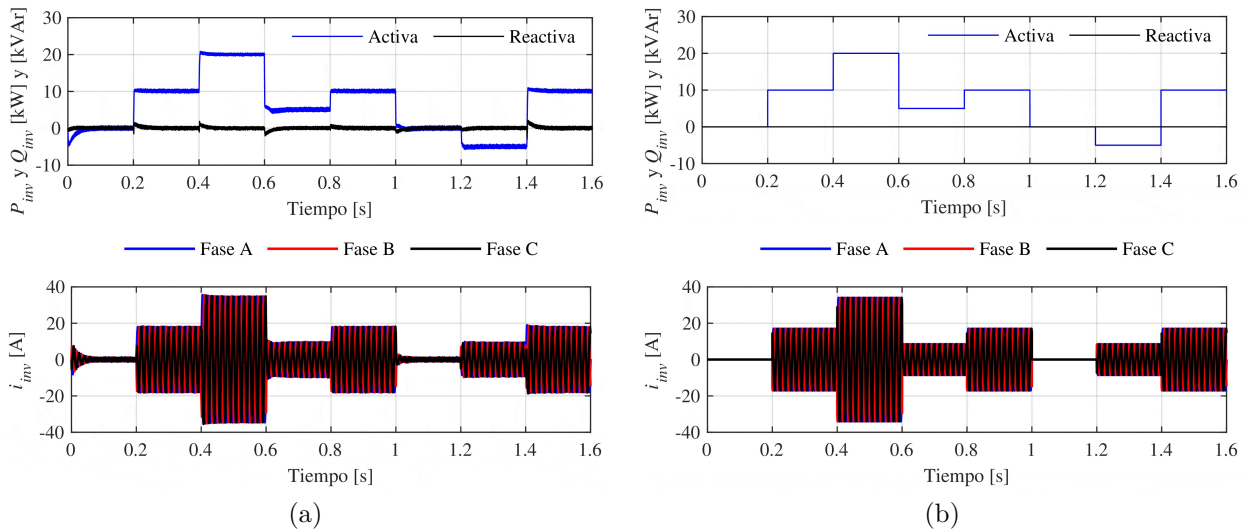 P_inv [kW] y Q_inv y [kVAr]
30
20
10
0
-10
Activa Reactiva
0 0.2 0.4 0.6 0.8 1 1.2 1.4 1.6
Tiempo [s]
Fase A Fase B Fase C
i_inv [A]
40
20
0
-20
-40
0 0.2 0.4 0.6 0.8 1 1.2 1.4 1.6
Tiempo [s]
(a)
P_inv y Q_inv [kW] y [kVAr]
30
20
10
0
-10
Activa Reactiva
0 0.2 0.4 0.6 0.8 1 1.2 1.4 1.6
Tiempo [s]
Fase A Fase B Fase C
i_inv [A]
40
20
0
-20
-40
0 0.2 0.4 0.6 0.8 1 1.2 1.4 1.6
Tiempo [s]
(b)